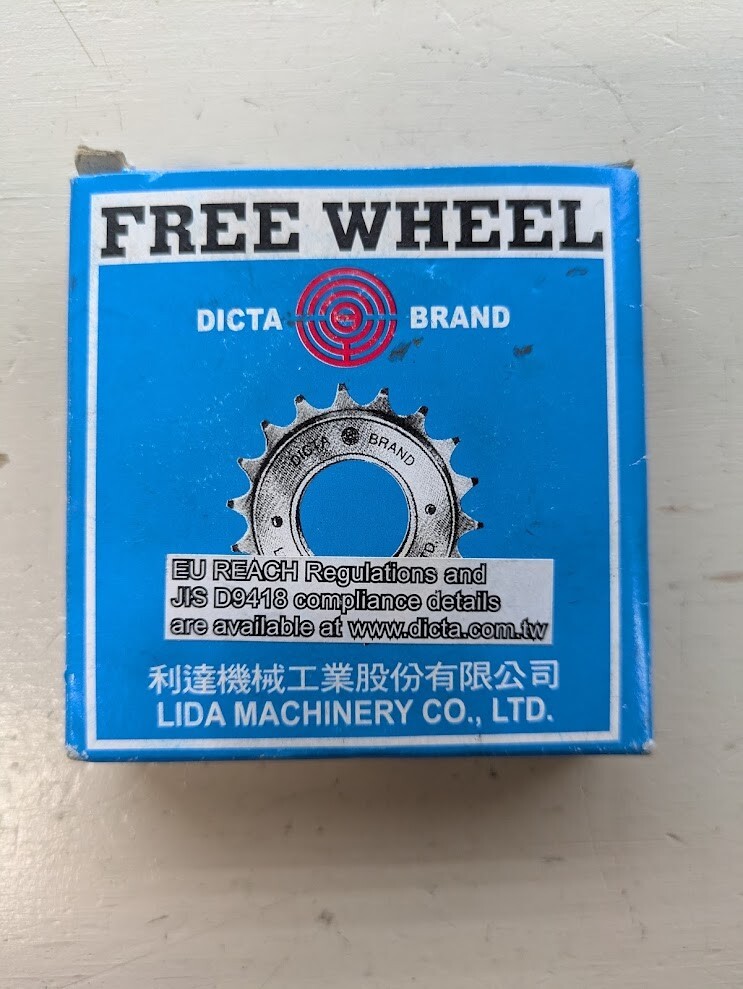 FREE WHEEL
DICTA BRAND
DICTA BRAND
EU REACH Regulations and
JIS D9418 compliance details
are available at www.dicta.com.tw
利達機械工業股份有限公司
LIDA MACHINERY CO., LTD.